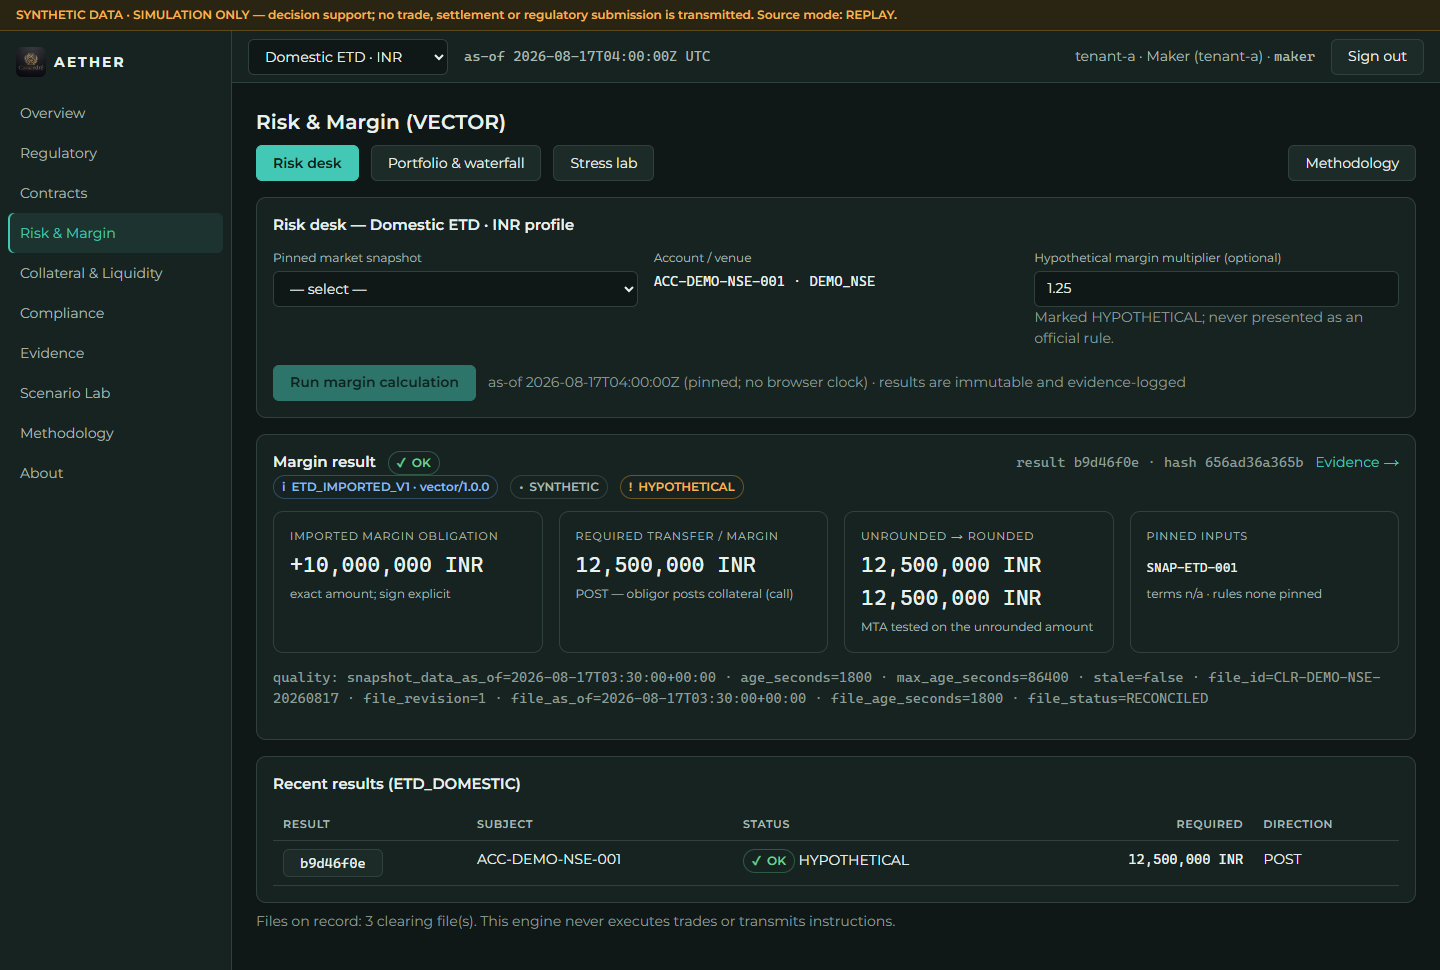 SYNTHETIC DATA · SIMULATION ONLY — decision support; no trade, settlement or regulatory submission is transmitted. Source mode: REPLAY.
AETHER
Domestic ETD · INR
as-of 2026-08-17T04:00:00Z UTC
tenant-a · Maker (tenant-a) · maker
Sign out
Overview
Regulatory
Contracts
Risk & Margin
Collateral & Liquidity
Compliance
Evidence
Scenario Lab
Methodology
About
Risk & Margin (VECTOR)
Risk desk
Portfolio & waterfall
Stress lab
Methodology
Risk desk — Domestic ETD · INR profile
Pinned market snapshot
— select —
Account / venue
ACC-DEMO-NSE-001 · DEMO_NSE
Hypothetical margin multiplier (optional)
1.25
Marked HYPOTHETICAL; never presented as an
official rule.
Run margin calculation
as-of 2026-08-17T04:00:00Z (pinned; no browser clock) · results are immutable and evidence-logged
Margin result
✓ OK
result b9d46f0e · hash 656ad36a365b
Evidence →
i ETD_IMPORTED_V1 · vector/1.0.0
• SYNTHETIC
! HYPOTHETICAL
IMPORTED MARGIN OBLIGATION
+10,000,000 INR
exact amount; sign explicit
REQUIRED TRANSFER / MARGIN
12,500,000 INR
POST — obligor posts collateral (call)
UNROUNDED → ROUNDED
12,500,000 INR
12,500,000 INR
MTA tested on the unrounded amount
PINNED INPUTS
SNAP-ETD-001
terms n/a · rules none pinned
quality: snapshot_data_as_of=2026-08-17T03:30:00+00:00 · age_seconds=1800 · max_age_seconds=86400 · stale=false · file_id=CLR-DEMO-NSE-
20260817 · file_revision=1 · file_as_of=2026-08-17T03:30:00+00:00 · file_age_seconds=1800 · file_status=RECONCILED
Recent results (ETD_DOMESTIC)
RESULT SUBJECT STATUS REQUIRED DIRECTION
b9d46f0e ACC-DEMO-NSE-001 ✓ OK HYPOTHETICAL 12,500,000 INR POST
Files on record: 3 clearing file(s). This engine never executes trades or transmits instructions.